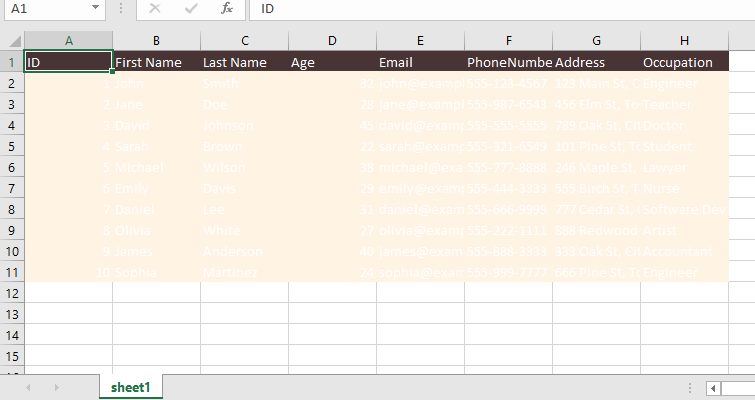 A1 fx ID
A B C D E F G H
1 ID First Name Last Name Age Email PhoneNumbe Address Occupation
2 1 John Smith 32 john@exampl 555-123-4567 123 Main St, C Engineer
3 2 Jane Doe 28 jane@exampl 555-987-6543 456 Elm St, To Teacher
4 3 David Johnson 45 david@examp 555-555-5555 789 Oak St, Ci Doctor
5 4 Sarah Brown 22 sarah@exam 555-321-6549 101 Pine St, To Student
6 5 Michael Wilson 38 michael@exa 555-777-8888 246 Maple St, Lawyer
7 6 Emily Davis 29 emily@examp 555-444-3333 555 Birch St, T Nurse
8 7 Daniel Lee 31 daniel@exam 555-666-9999 777 Cedar St, Software Dev
9 8 Olivia White 27 olivia@examp 555-222-1111 888 Redwood Artist
10 9 James Anderson 40 james@exam 555-888-3333 333 Oak St, Cit Accountant
11 10 Sophia Martinez 24 sophia@exam 555-999-7777 666 Pine St, To Engineer
12
13
14
15
sheet1